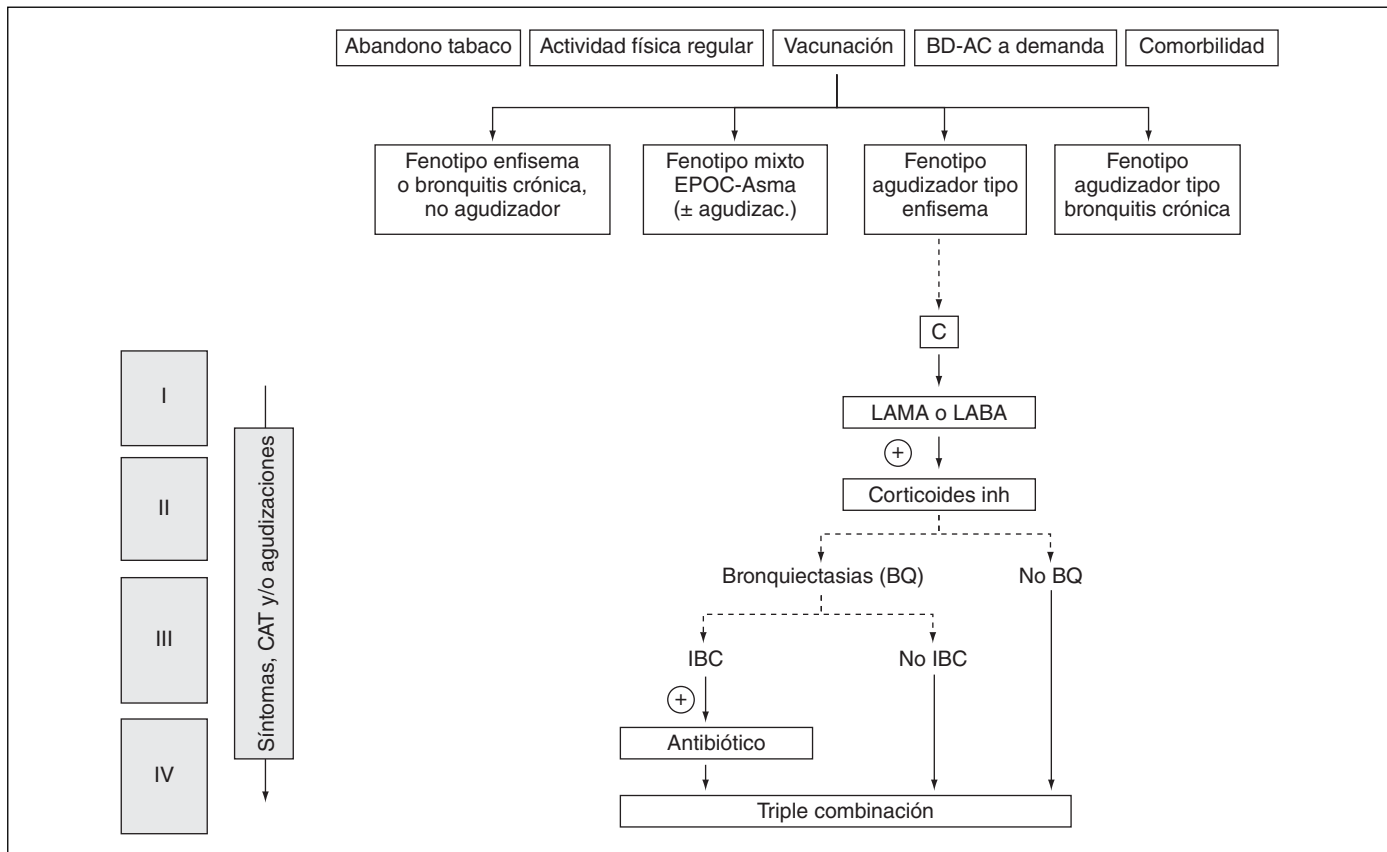 Abandono tabaco
Actividad física regular
Vacunación
BD-AC a demanda
Comorbilidad
Fenotipo enfisema
o bronquitis crónica,
no agudizador
Fenotipo mixto
EPOC-Asma
(± agudizac.)
Fenotipo
agudizador tipo
enfisema
Fenotipo
agudizador tipo
bronquitis crónica
C
LAMA o LABA
+
Corticoides inh
Bronquiectasias (BQ)
No BQ
IBC
No IBC
+
Antibiótico
Triple combinación
I
II
III
IV
Síntomas, CAT y/o agudizaciones